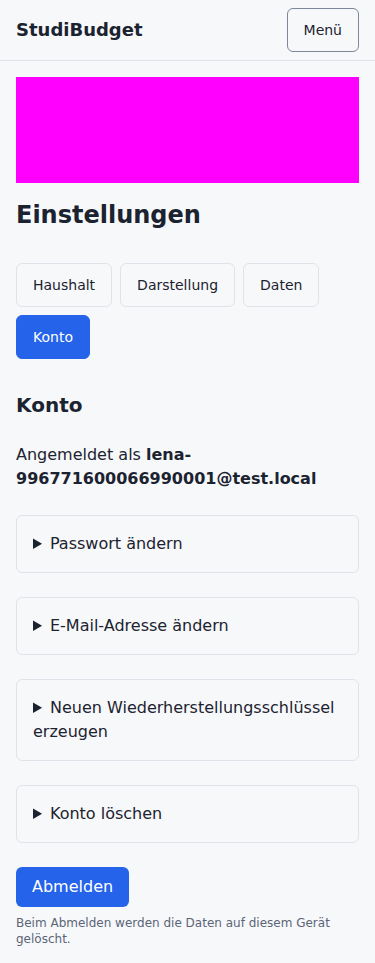 StudiBudget
Menü
Einstellungen
Haushalt
Darstellung
Daten
Konto
Konto
Angemeldet als lena-
996771600066990001@test.local
Passwort ändern
E-Mail-Adresse ändern
Neuen Wiederherstellungsschlüssel
erzeugen
Konto löschen
Abmelden
Beim Abmelden werden die Daten auf diesem Gerät
gelöscht.